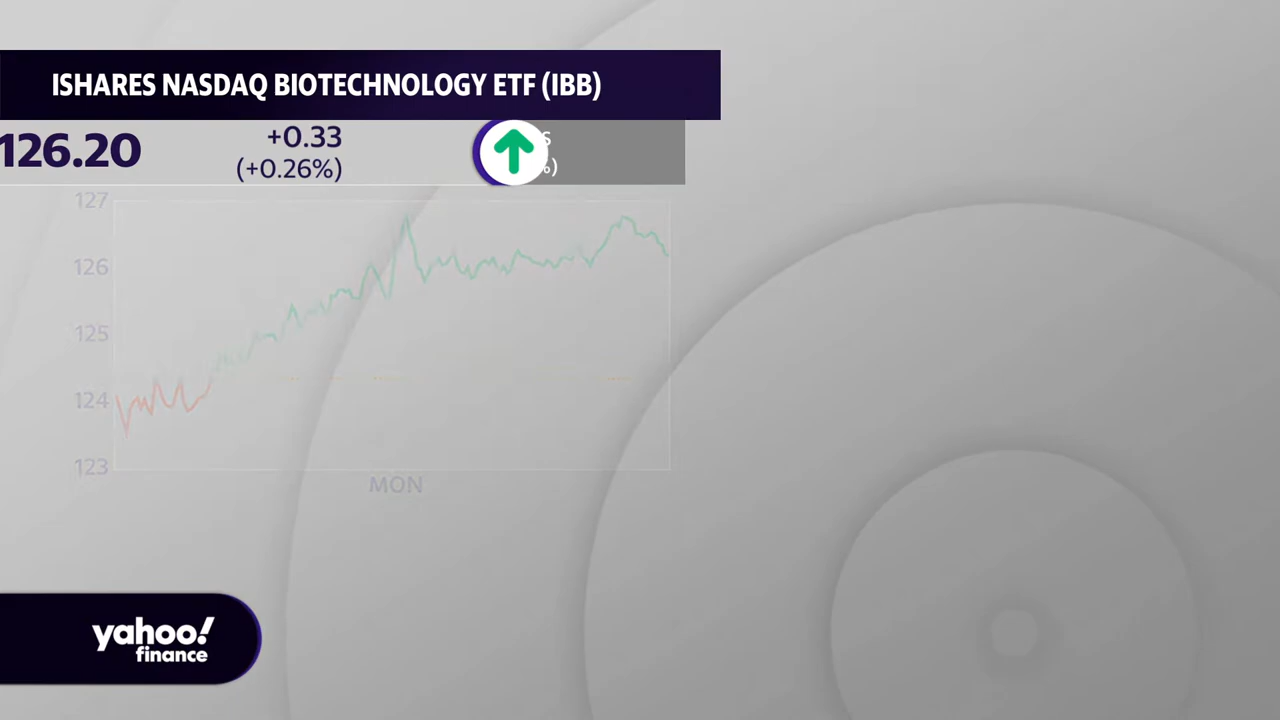 ISHARES NASDAQ BIOTECHNOLOGY ETF (IBB)
126.20
+0.33
(+0.26%)
S
%)
127
126
125
124
123
MON
yahoo!
finance